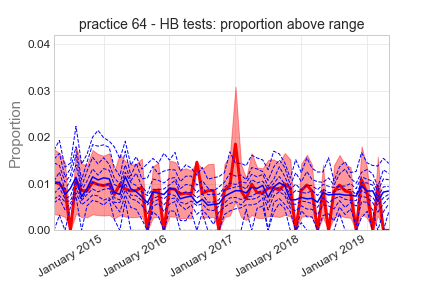 practice 64 - HB tests: proportion above range
0.04
0.03
0.02
0.01
0.00
Proportion
January 2015
January 2016
January 2017
January 2018
January 2019